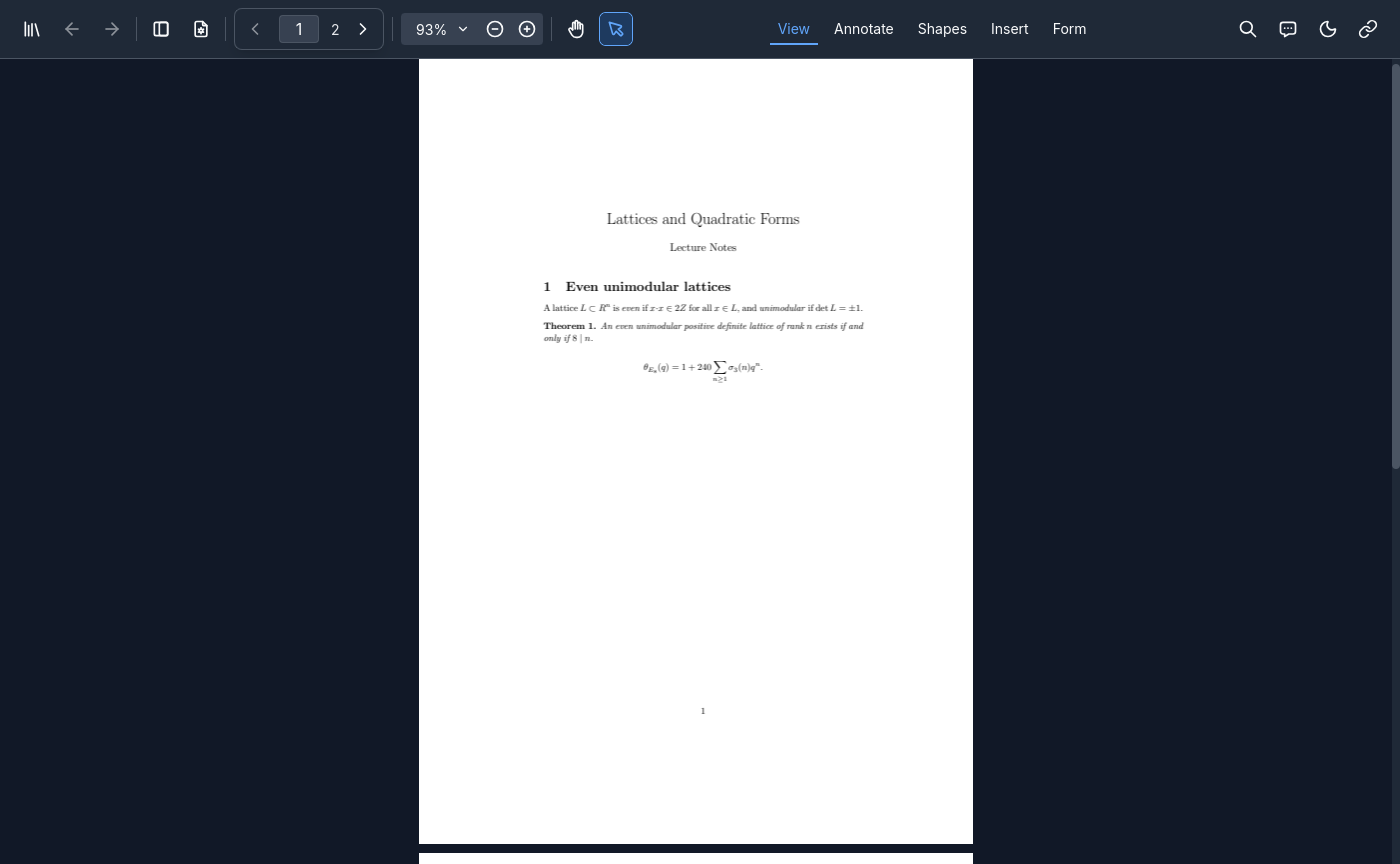 1
2
93%
View
Annotate
Shapes
Insert
Form
Lattices and Quadratic Forms
Lecture Notes
1 Even unimodular lattices
A lattice L ⊂ Rⁿ is even if x·x ∈ 2Z for all x ∈ L, and unimodular if det L = ±1.
Theorem 1. An even unimodular positive definite lattice of rank n exists if and
only if 8 | n.
θ_{E₈}(q) = 1 + 240 ∑_{n≥1} σ₃(n)qⁿ.
1